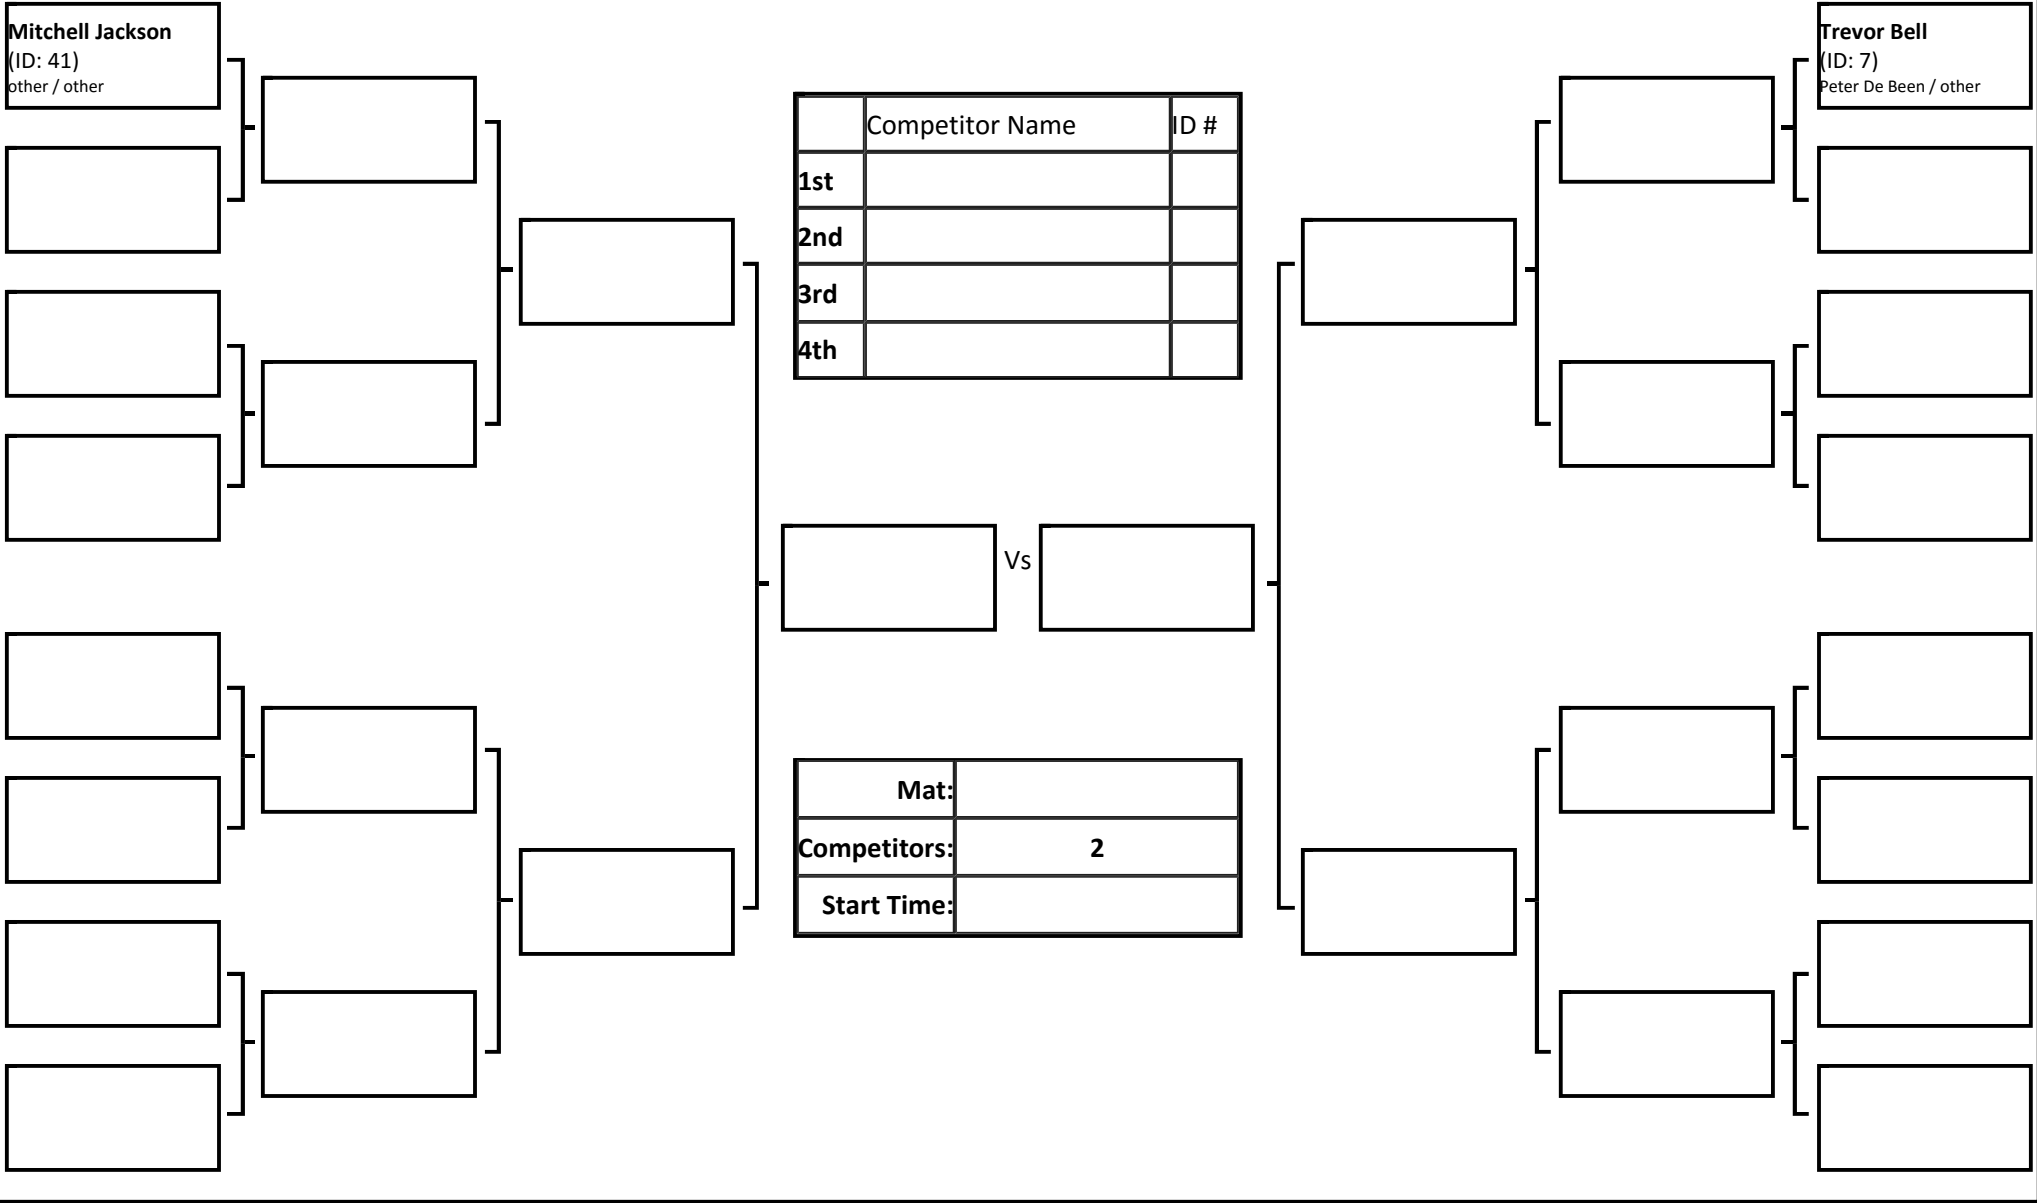 Mitchell Jackson
(ID: 41)
other / other
Trevor Bell
(ID: 7)
Peter De Been / other
Competitor Name ID #
1st
2nd
3rd
4th
Vs
Mat:
Competitors: 2
Start Time: